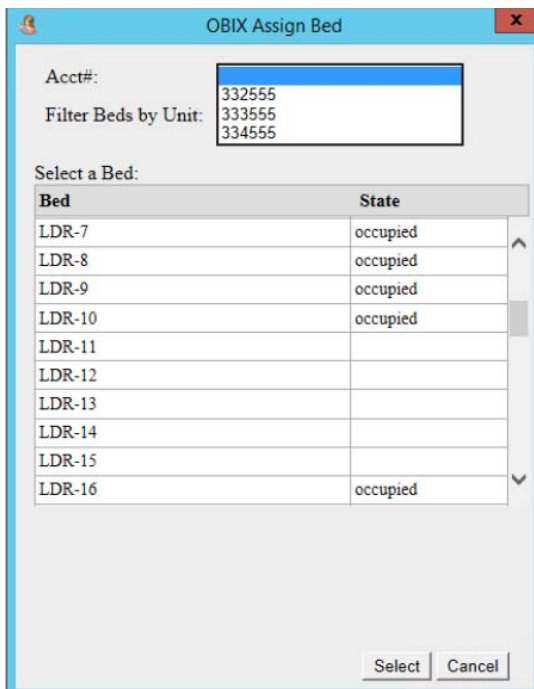 OBIX Assign Bed
x
Acct#:
332555
Filter Beds by Unit: 333555
334555
Select a Bed:
Bed State
LDR-7 occupied
LDR-8 occupied
LDR-9 occupied
LDR-10 occupied
LDR-11
LDR-12
LDR-13
LDR-14
LDR-15
LDR-16 occupied
Select Cancel